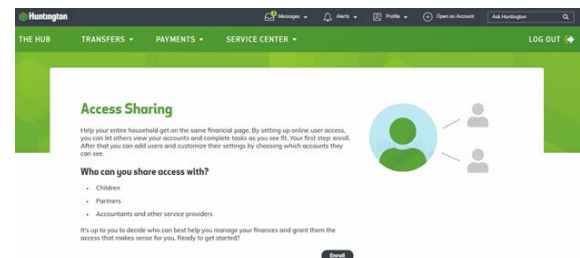 Huntington
Messages
Alerts
Profile
Open an Account
Ask Huntington
THE HUB
TRANSFERS
PAYMENTS
SERVICE CENTER
LOG OUT
Access Sharing
Help your entire household get on the same financial page. By setting up online user access,
you can let others view your accounts and complete tasks as you see fit. Your first step: enroll.
After that you can add users and customize their settings by choosing which accounts they
can see.
Who can you share access with?
• Children
• Partners
• Accountants and other service providers
It's up to you to decide who can best help you manage your finances and grant them the
access that makes sense for you. Ready to get started?
Enroll